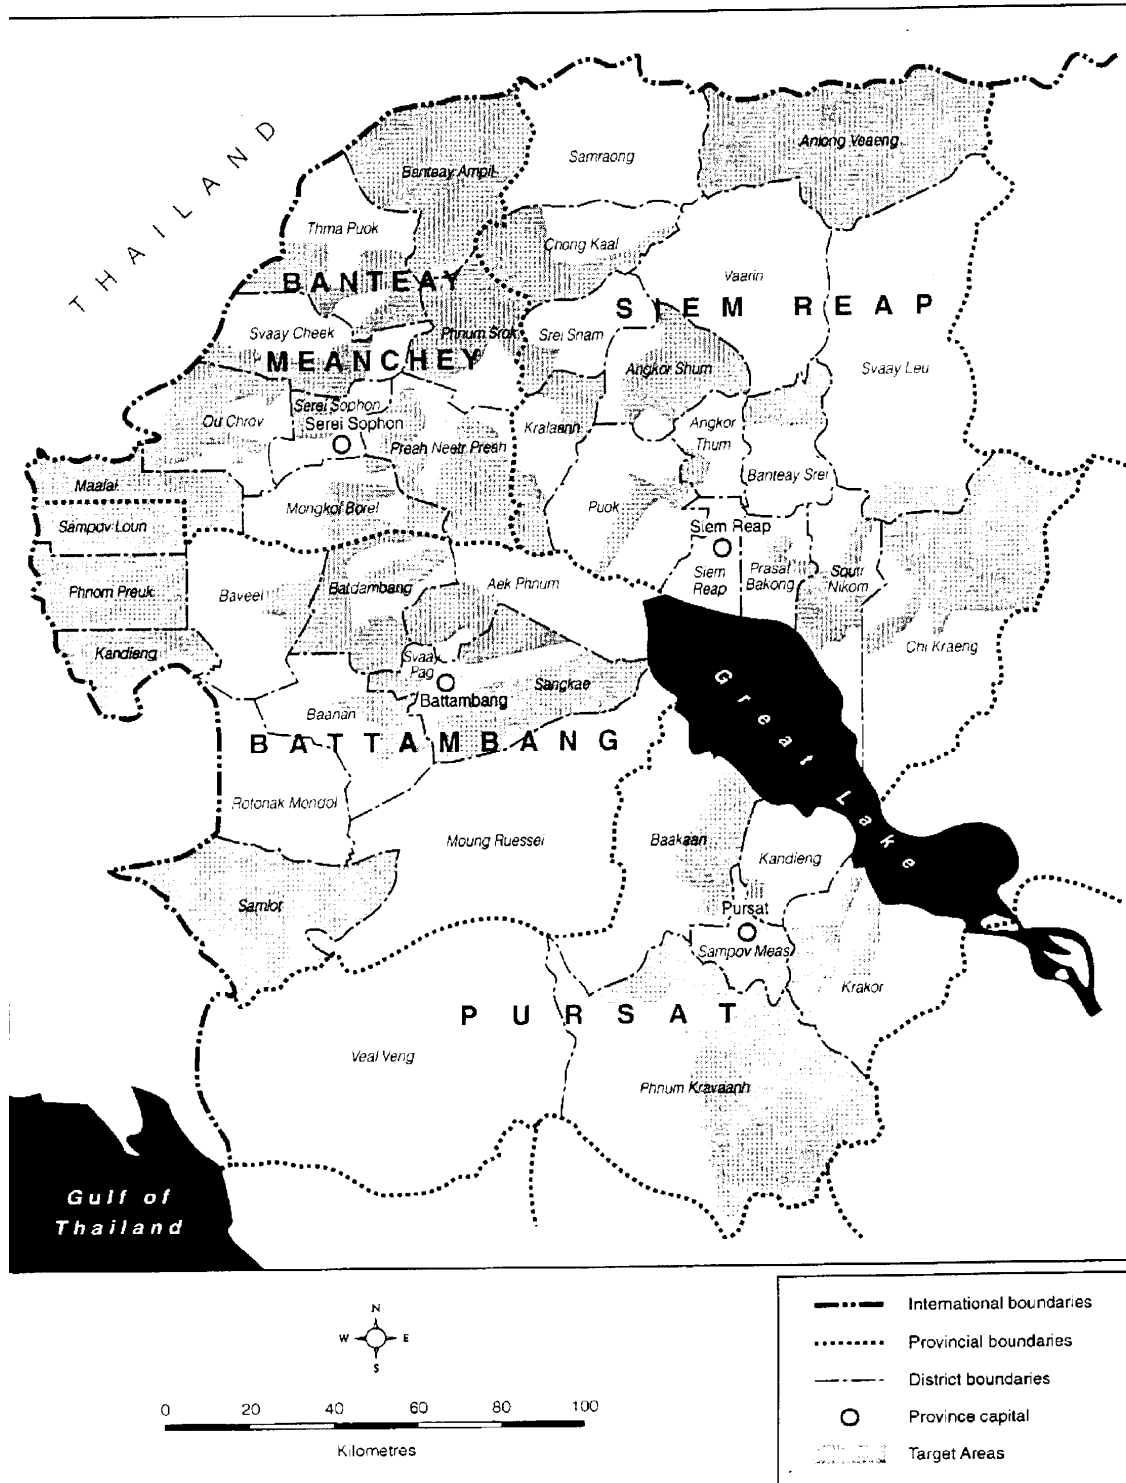 THAILAND
Banteay Ampil
Samraong
Anlong Veaeng
Thma Puok
Chong Kaal
Vaarin
BANTEAY
MEANCHEY
SIEM REAP
Svaay Cheek
Phnum Srok
Srei Snam
Angkor Shum
Svaay Leu
Ou Chrov
Serei Sophon
Serei Sophon
Preah Neetr Preah
Kralaanh
Angkor
Thum
Banteay Srei
Maalai
Mongkol Borei
Puok
Sampov Loun
Siem Reap
Phnom Preuk
Baveel
Batdambang
Aek Phnum
Siem
Reap
Prasat
Bakong
Soutr
Nikom
Kandieng
Svaay
Pag
Chi Kraeng
Battambang
Sangkae
Baanan
BATTAMBANG
Great Lake
Rotonak Mondol
Moung Ruessei
Baakaan
Kandieng
Samlot
Pursat
Sampov Meas
Krakor
PURSAT
Veal Veng
Phnum Kravaanh
Gulf of
Thailand
N
W E
S
0 20 40 60 80 100
Kilometres
International boundaries
Provincial boundaries
District boundaries
Province capital
Target Areas